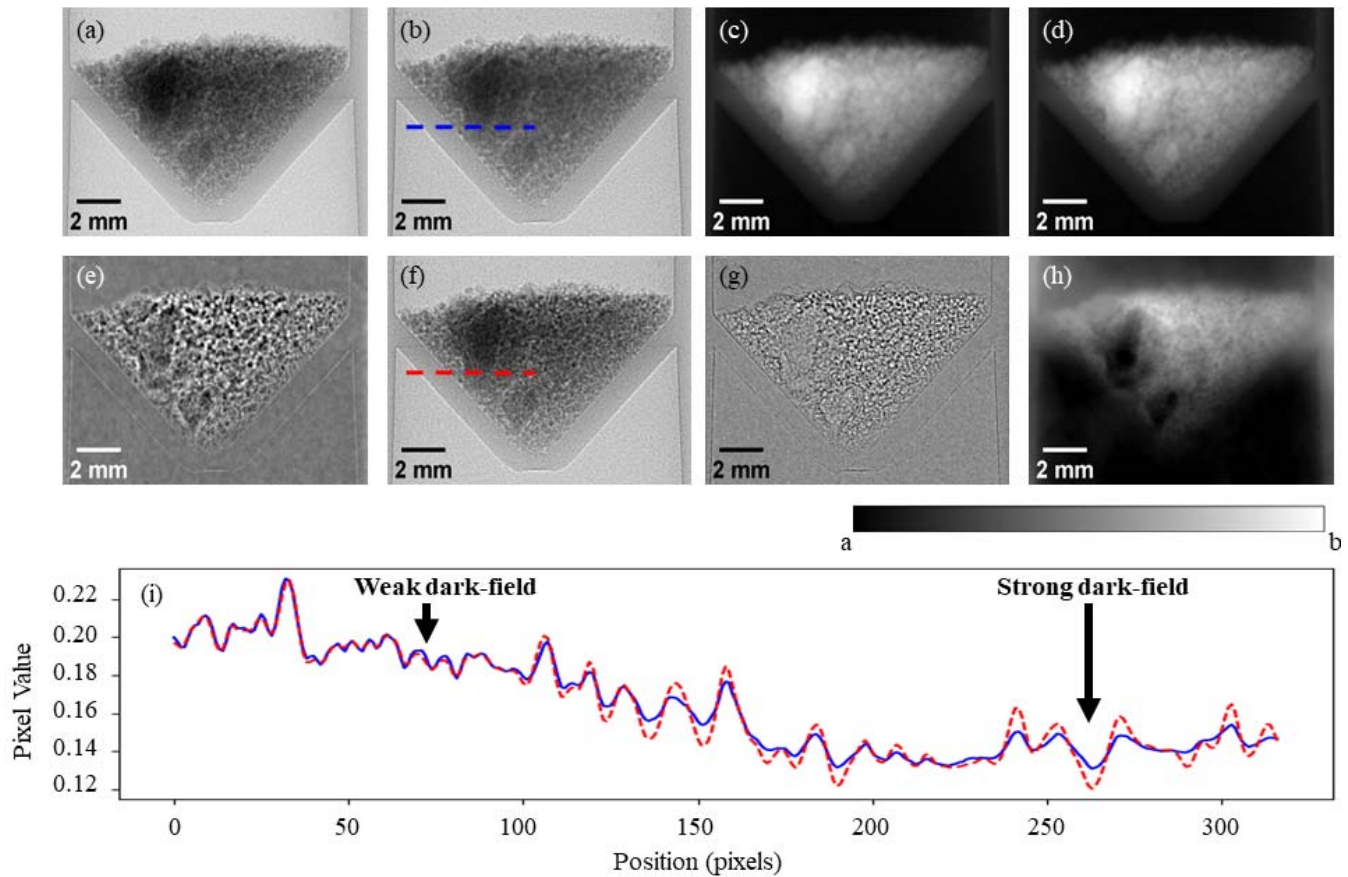 (a) (b) (c) (d)
2 mm 2 mm 2 mm 2 mm
(e) (f) (g) (h)
2 mm 2 mm 2 mm 2 mm
a b
(i) Weak dark-field Strong dark-field
0.22
0.20
0.18
0.16
0.14
0.12
Pixel Value
0 50 100 150 200 250 300
Position (pixels)